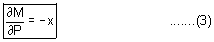 ∂M/∂P = −x .......(3)